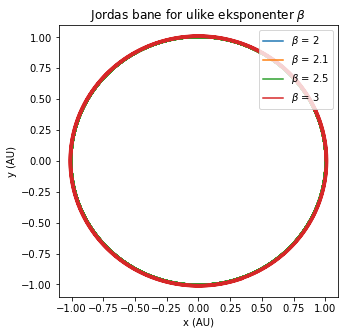 Jordas bane for ulike eksponenter β
β = 2
β = 2.1
β = 2.5
β = 3
1.00
0.75
0.50
0.25
0.00
−0.25
−0.50
−0.75
−1.00
y (AU)
−1.00 −0.75 −0.50 −0.25 0.00 0.25 0.50 0.75 1.00
x (AU)